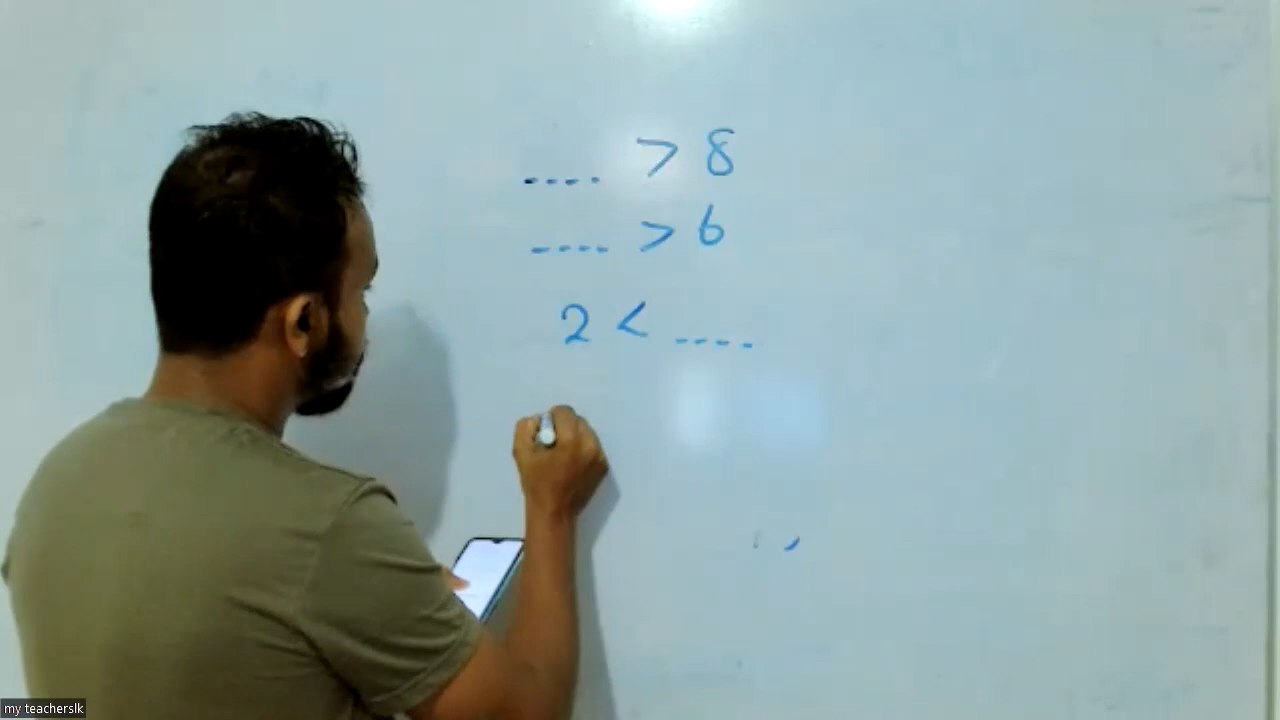 .... > 8
---- > 6
2 < ----
my teacherslk